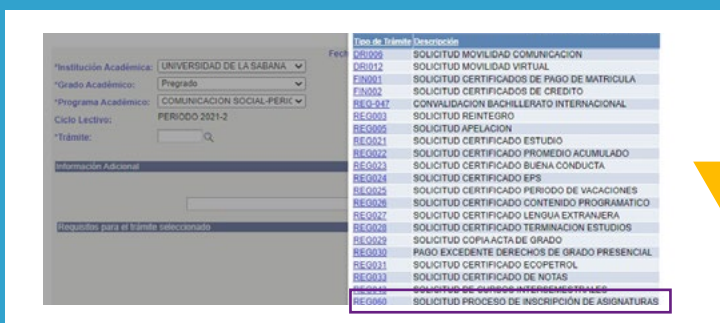 Fech
*Institución Académica: UNIVERSIDAD DE LA SABANA
*Grado Académico: Pregrado
*Programa Académico: COMUNICACION SOCIAL-PERIC
Ciclo Lectivo: PERIODO 2021-2
*Trámite:
Información Adicional
Requisitos para el trámite seleccionado
Tipo de Trámite Descripción
DRI006 SOLICITUD MOVILIDAD COMUNICACION
DRI012 SOLICITUD MOVILIDAD VIRTUAL
FIN001 SOLICITUD CERTIFICADOS DE PAGO DE MATRICULA
FIN002 SOLICITUD CERTIFICADOS DE CREDITO
REG-047 CONVALIDACION BACHILLERATO INTERNACIONAL
REG003 SOLICITUD REINTEGRO
REG005 SOLICITUD APELACION
REG021 SOLICITUD CERTIFICADO ESTUDIO
REG022 SOLICITUD CERTIFICADO PROMEDIO ACUMULADO
REG023 SOLICITUD CERTIFICADO BUENA CONDUCTA
REG024 SOLICITUD CERTIFICADO EPS
REG025 SOLICITUD CERTIFICADO PERIODO DE VACACIONES
REG026 SOLICITUD CERTIFICADO CONTENIDO PROGRAMATICO
REG027 SOLICITUD CERTIFICADO LENGUA EXTRANJERA
REG028 SOLICITUD CERTIFICADO TERMINACION ESTUDIOS
REG029 SOLICITUD COPIA ACTA DE GRADO
REG030 PAGO EXCEDENTE DERECHOS DE GRADO PRESENCIAL
REG031 SOLICITUD CERTIFICADO ECOPETROL
REG033 SOLICITUD CERTIFICADO DE NOTAS
SOLICITUD DE CURSOS INTERSEMESTRALES
REG060 SOLICITUD PROCESO DE INSCRIPCIÓN DE ASIGNATURAS